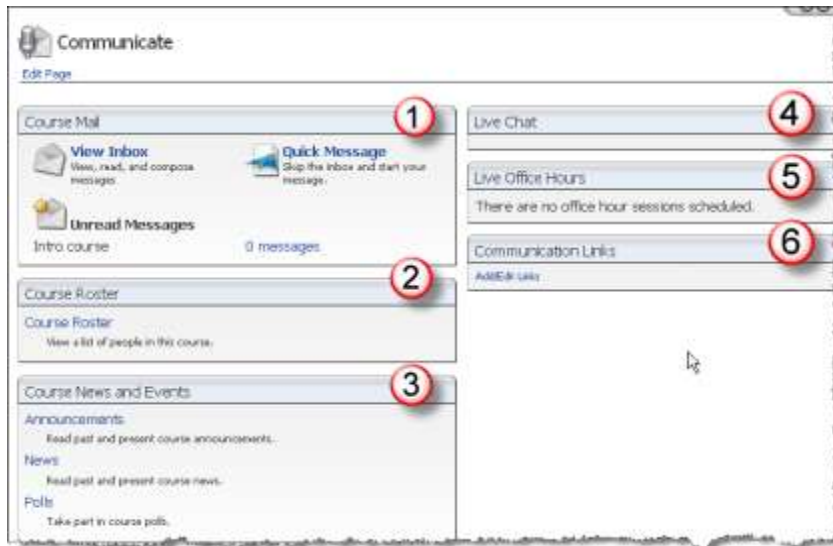 Communicate
Edit Page
Course Mail
1
View Inbox
View, read, and compose
messages
Quick Message
Skip the inbox and start your
message.
Unread Messages
Intro course
0 messages
2
Course Roster
Course Roster
View a list of people in this course.
3
Course News and Events
Announcements
Read past and present course announcements.
News
Read past and present course news.
Polls
Take part in course polls.
4
Live Chat
5
Live Office Hours
There are no office hour sessions scheduled.
6
Communication Links
Add/Edit Links